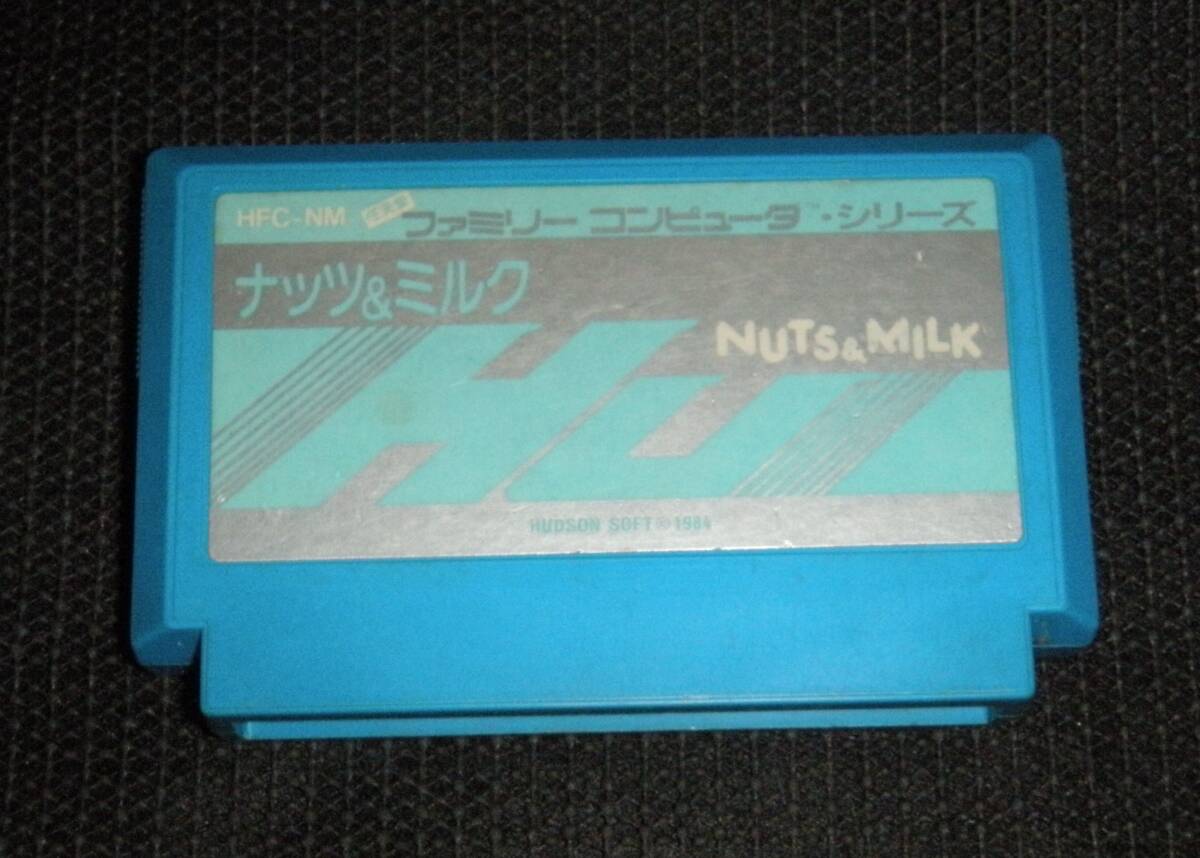 HFC-NM ファミリー コンピュータ™・シリーズ
ナッツ&ミルク
NUTS & MILK
HU
HUDSON SOFT © 1984